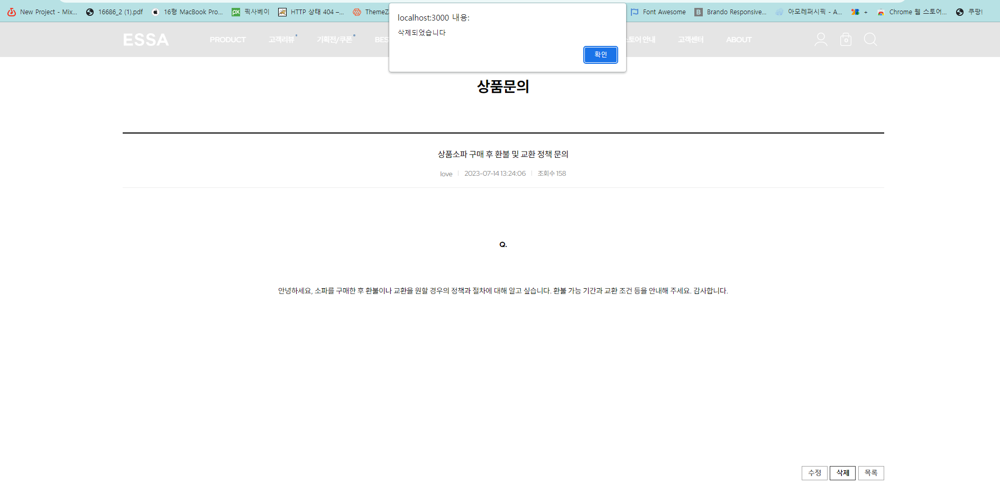 New Project - Mix... 16686_2 (1).pdf 16형 MacBook Pro... px 픽사베이 HTTP 상태 404 –... ThemeZ Font Awesome B Brando Responsive... 아모레퍼시픽 - A... + Chrome 웹 스토어... 쿠팡!
localhost:3000 내용:
삭제되었습니다
확인
ESSA PRODUCT 고객리뷰 기획전/쿠폰 BES 스토어 안내 고객센터 ABOUT 0
상품문의
상품소파 구매 후 환불 및 교환 정책 문의
love 2023-07-14 13:24:06 조회수 158
Q.
안녕하세요, 소파를 구매한 후 환불이나 교환을 원할 경우의 정책과 절차에 대해 알고 싶습니다. 환불 가능 기간과 교환 조건 등을 안내해 주세요. 감사합니다.
수정 삭제 목록